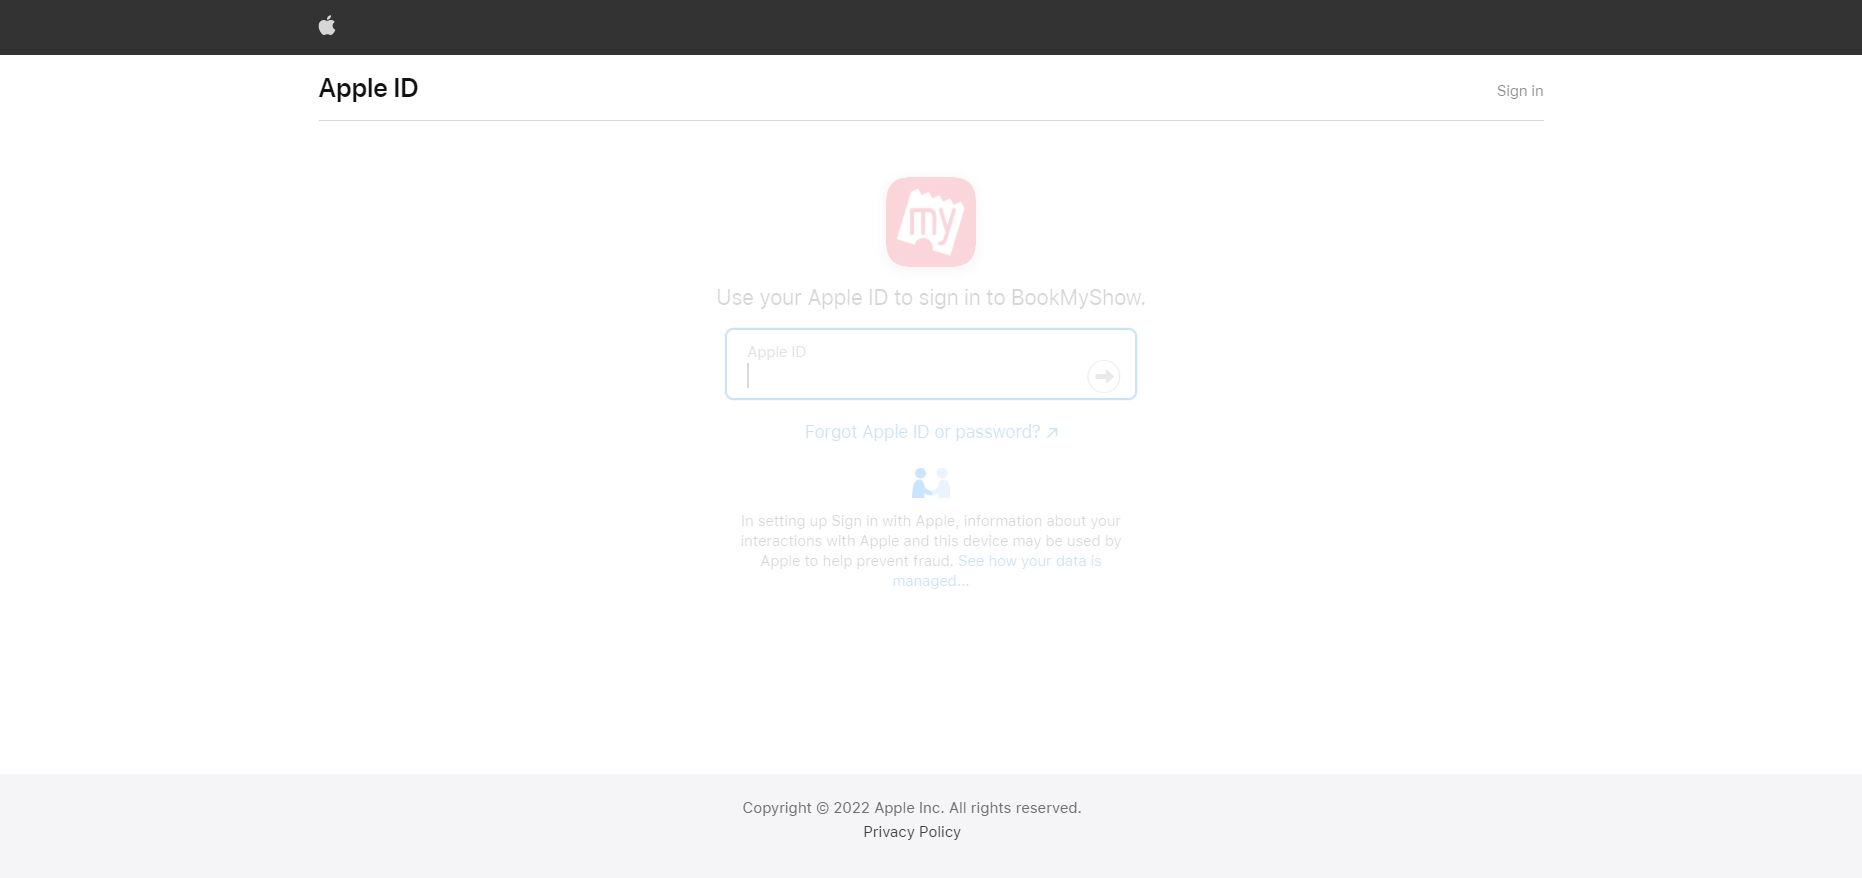 Apple ID
Sign in
my
Use your Apple ID to sign in to BookMyShow.
Apple ID
Forgot Apple ID or password? ↗
In setting up Sign in with Apple, information about your
interactions with Apple and this device may be used by
Apple to help prevent fraud. See how your data is
managed...
Copyright © 2022 Apple Inc. All rights reserved.
Privacy Policy